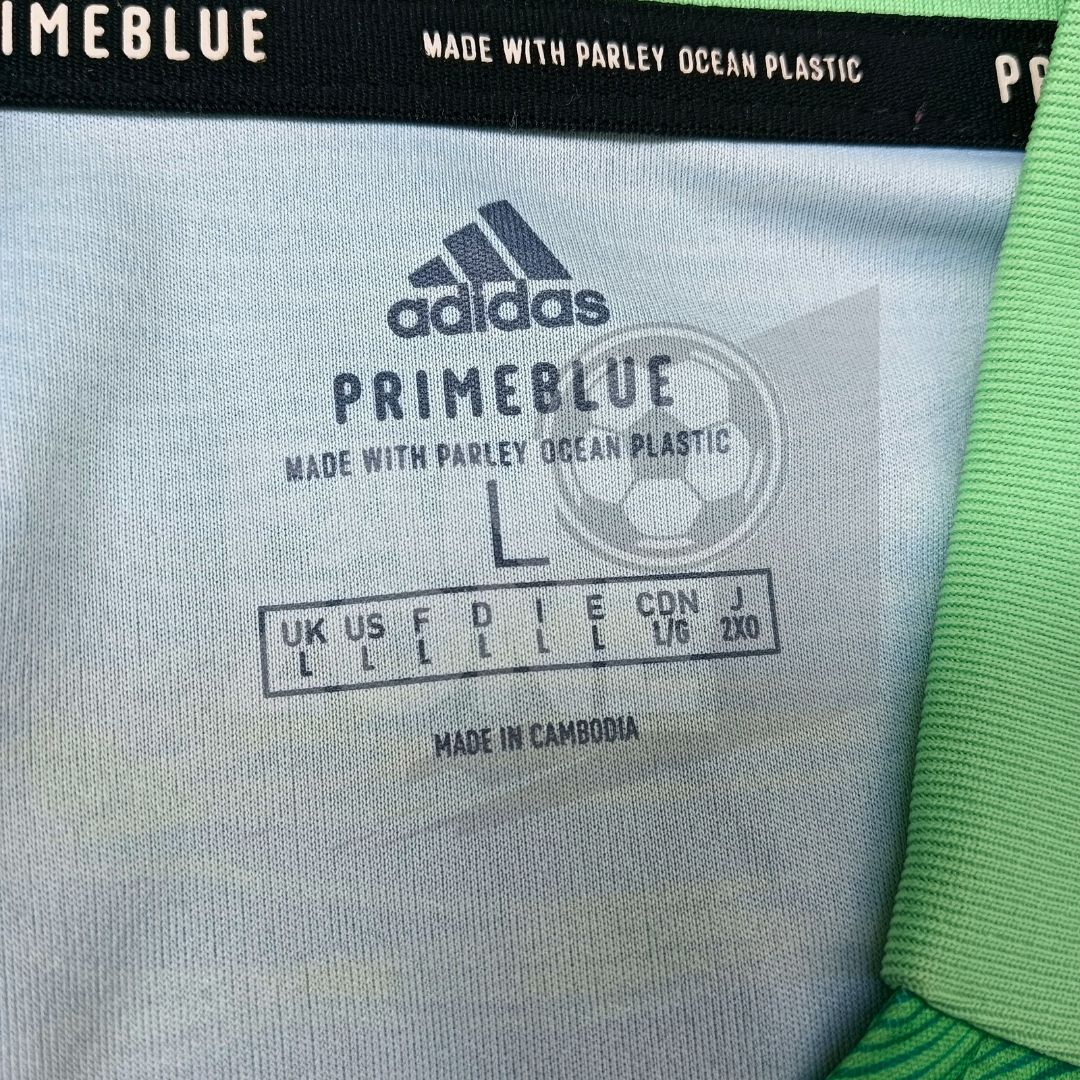 IMEBLUE MADE WITH PARLEY OCEAN PLASTIC
adidas
PRIMEBLUE
MADE WITH PARLEY OCEAN PLASTIC
L
UK US F D I E CDN J
L L L L L L L/G 2XO
MADE IN CAMBODIA